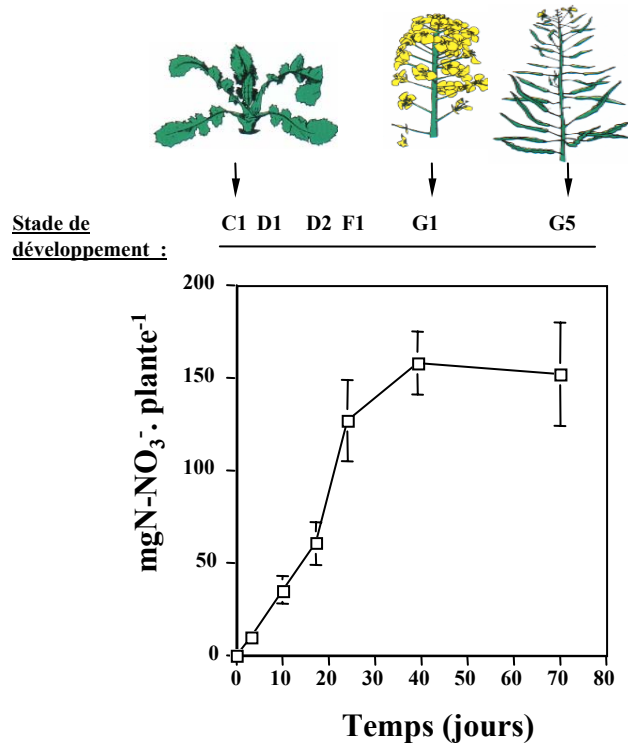 Stade de
développement :
C1 D1 D2 F1 G1 G5
200
150
100
50
0
mgN-NO₃⁻. plante⁻¹
0 10 20 30 40 50 60 70 80
Temps (jours)